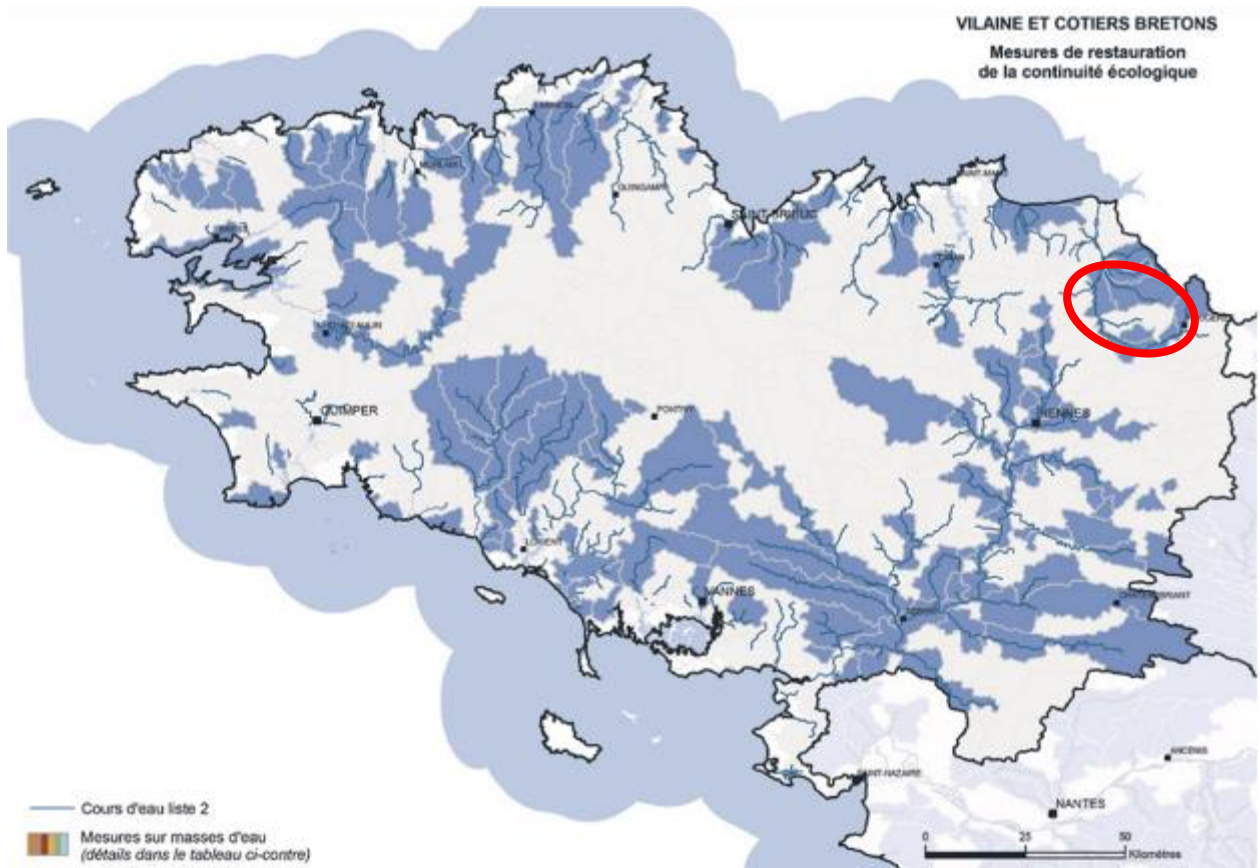 VILAINE ET COTIERS BRETONS
Mesures de restauration
de la continuité écologique
MORLAIX
GUINGAMP
SAINT-BRIEUC
QUIMPER
PONTIVY
RENNES
LORIENT
VANNES
CHATEAUBRIANT
ANCENIS
SAINT-NAZAIRE
NANTES
Cours d'eau liste 2
Mesures sur masses d'eau
(détails dans le tableau ci-contre)
0 25 50
Kilomètres